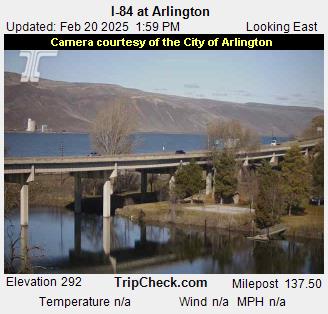 I-84 at Arlington
Updated: Feb 20 2025 1:59 PM Looking East
Camera courtesy of the City of Arlington
Elevation 292 TripCheck.com Milepost 137.50
Temperature n/a Wind n/a MPH n/a